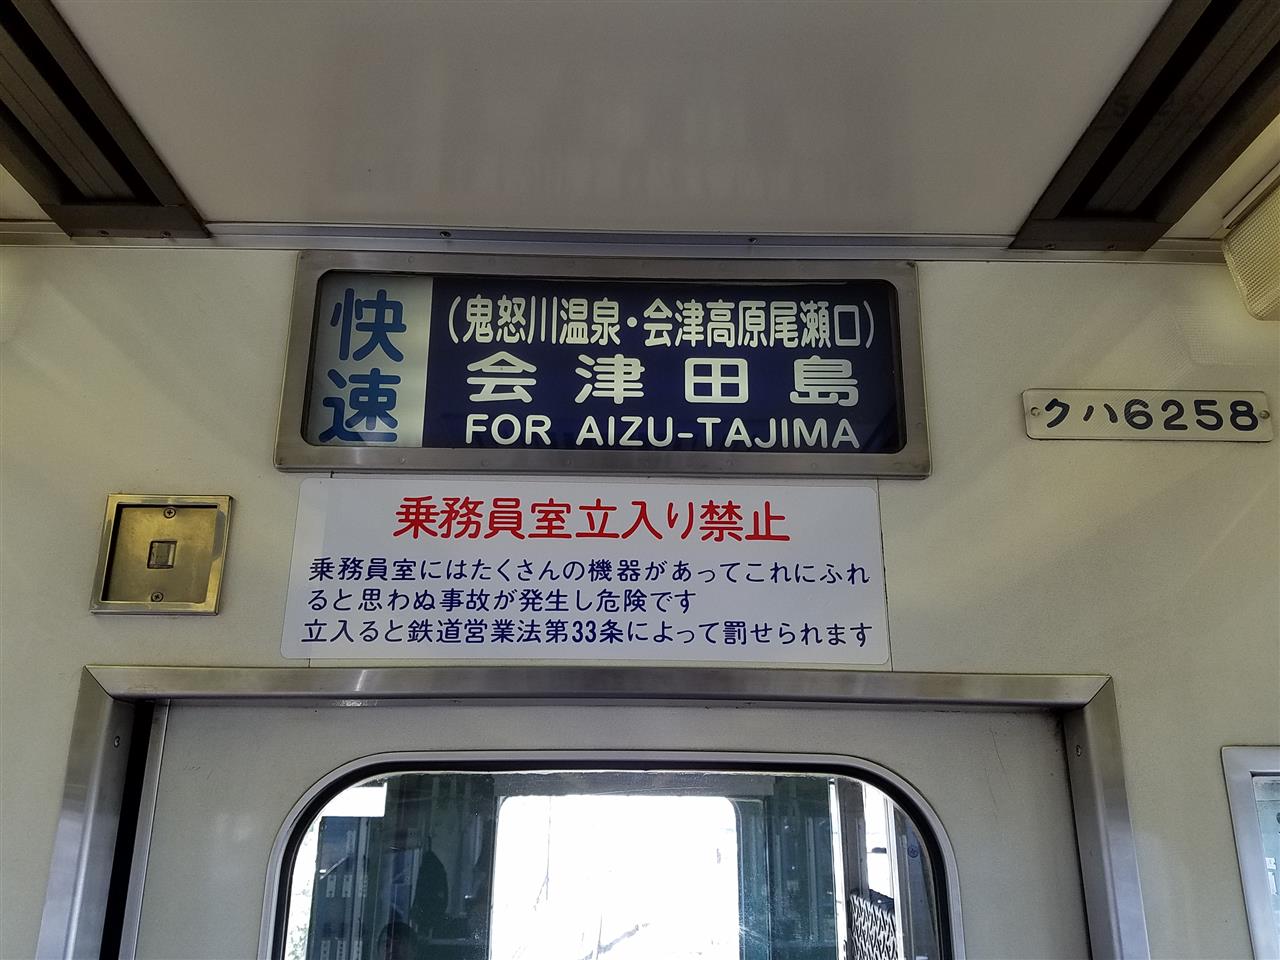 快速
(鬼怒川温泉・会津高原尾瀬口)
会津田島
FOR AIZU-TAJIMA
クハ6258
乗務員室立入り禁止
乗務員室にはたくさんの機器があってこれにふれ
ると思わぬ事故が発生し危険です
立入ると鉄道営業法第33条によって罰せられます